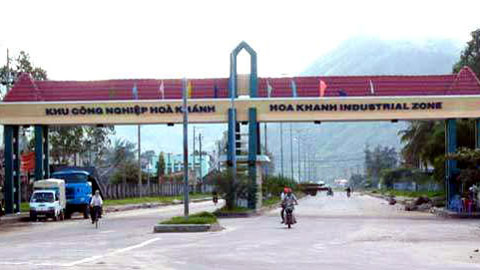 KHU CÔNG NGHIỆP HOÀ KHÁNH
HOA KHANH INDUSTRIAL ZONE